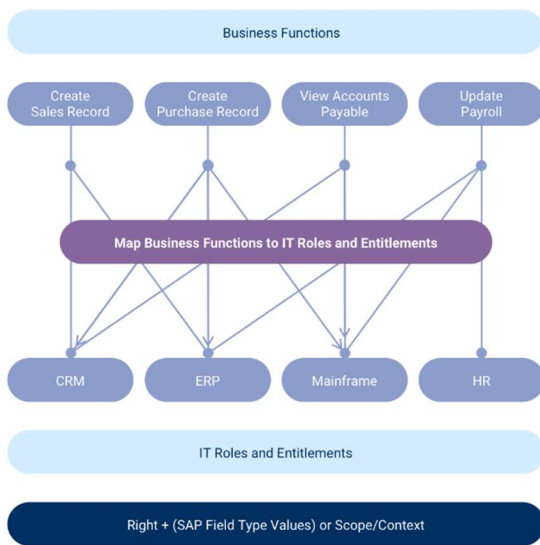 Business Functions
Create
Sales Record
Create
Purchase Record
View Accounts
Payable
Update
Payroll
Map Business Functions to IT Roles and Entitlements
CRM
ERP
Mainframe
HR
IT Roles and Entitlements
Right + (SAP Field Type Values) or Scope/Context